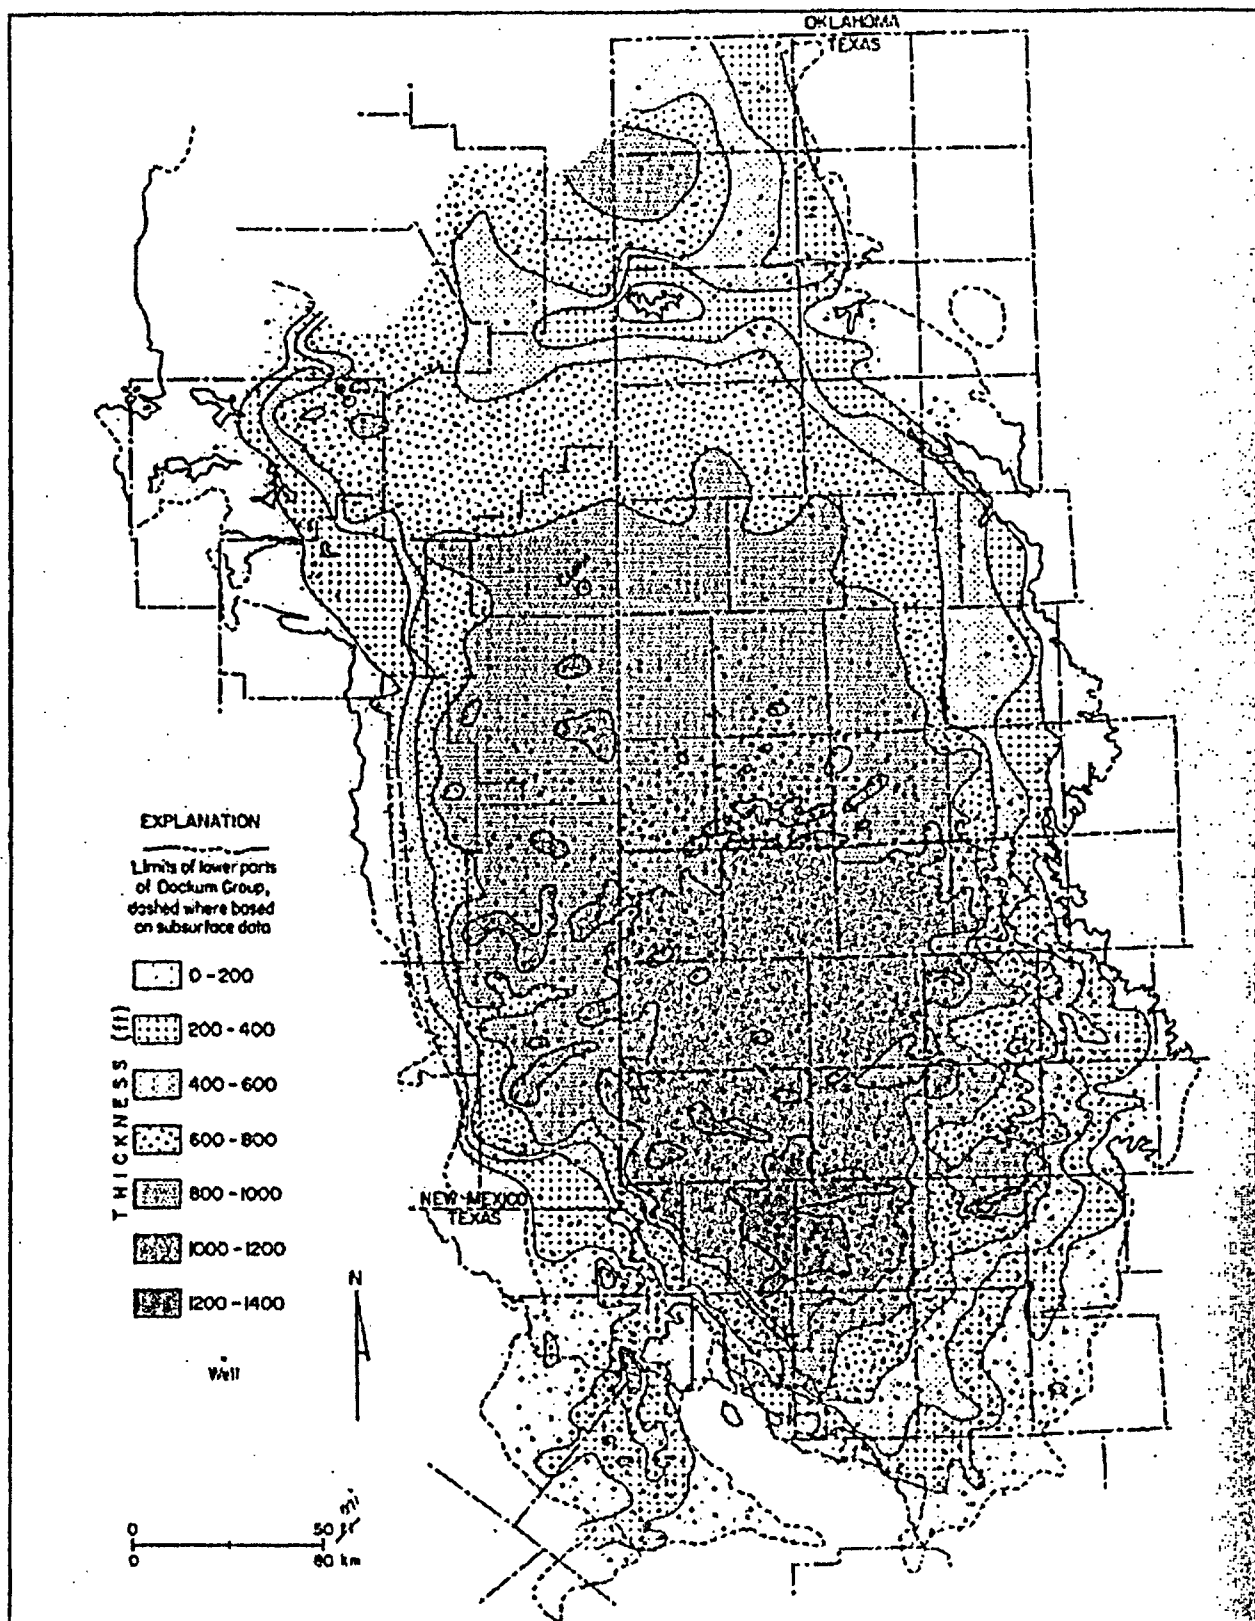 OKLAHOMA
TEXAS
EXPLANATION
Limits of lower parts
of Dockum Group,
dashed where based
on subsurface data
THICKNESS (ft)
0-200
200-400
400-600
600-800
800-1000
1000-1200
1200-1400
Well
NEW MEXICO
TEXAS
N
0 50 mi
0 80 km